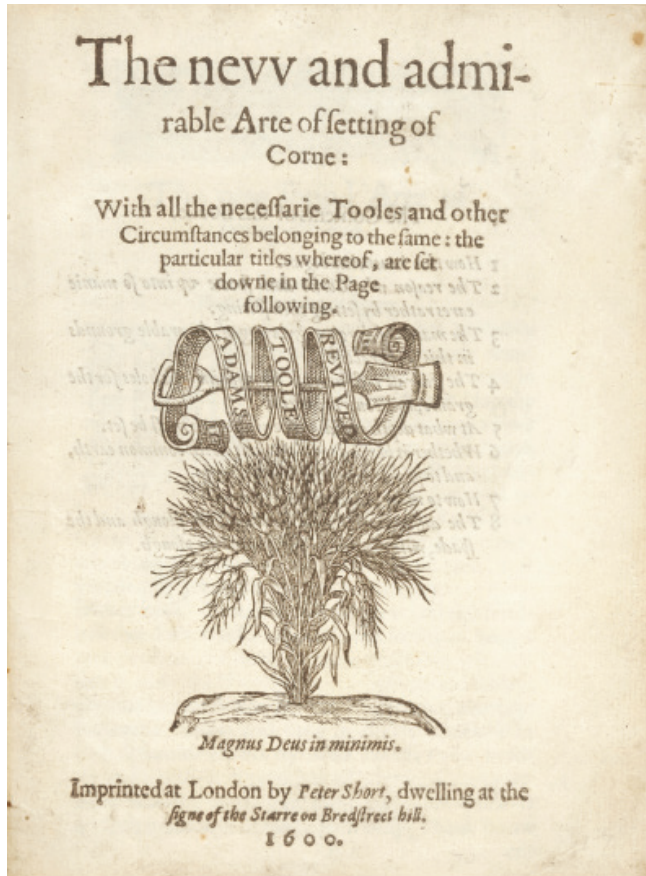 The nevv and admi-
rable Arte of ſetting of
Corne:
With all the neceſſarie Tooles and other
Circumſtances belonging to the ſame: the
particular titles whereof, are ſet
downe in the Page
following.
ADAMS
TOOLE
REVIVED
Magnus Deus in minimis.
Imprinted at London by Peter Short, dwelling at the
ſigne of the Starre on Bredſtreet hill.
1600.